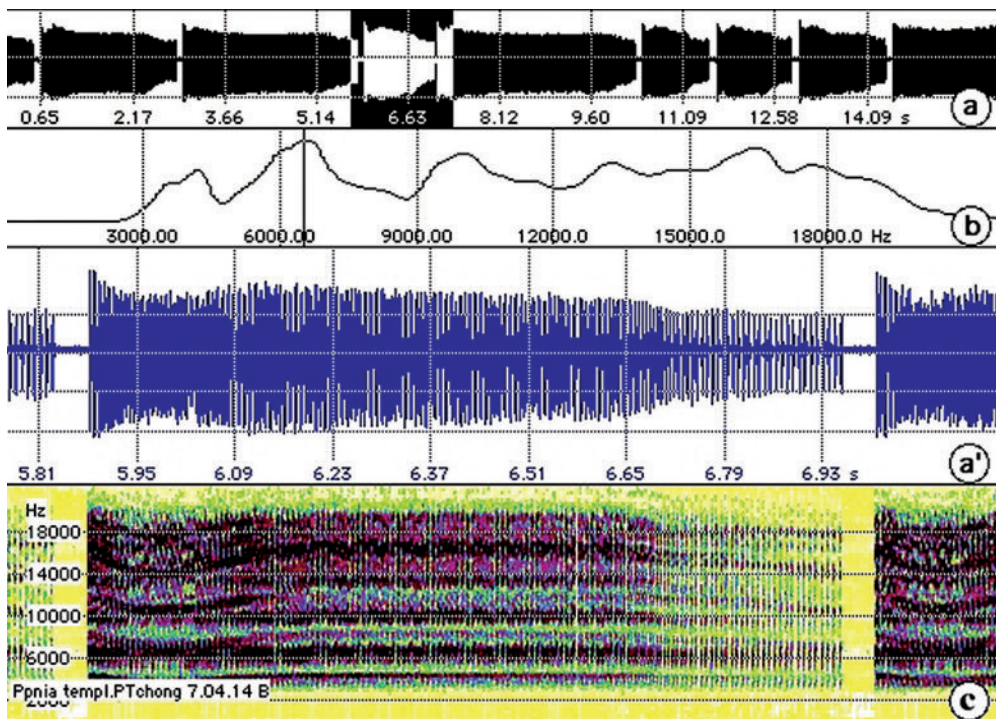 0.65 2.17 3.66 5.14 6.63 8.12 9.60 11.09 12.58 14.09 s
a
3000.00 6000.00 9000.00 12000.0 15000.0 18000.0 Hz
b
5.81 5.95 6.09 6.23 6.37 6.51 6.65 6.79 6.93 s
a'
Hz
18000
14000
10000
6000
Ppnia templ.PTchong 7.04.14 B
2000
c